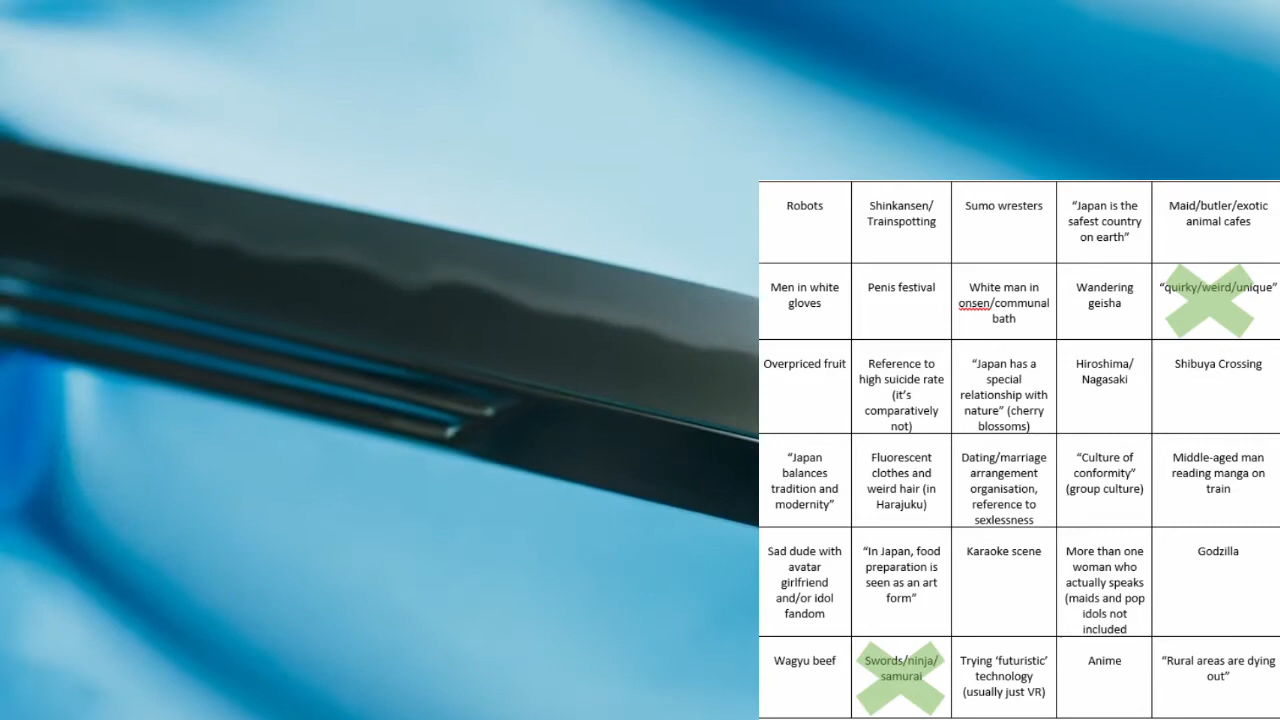 Robots
Shinkansen/
Trainspotting
Sumo wresters
“Japan is the
safest country
on earth”
Maid/butler/exotic
animal cafes
Men in white
gloves
Penis festival
White man in
onsen/communal
bath
Wandering
geisha
“quirky/weird/unique”
Overpriced fruit
Reference to
high suicide rate
(it’s
comparatively
not)
“Japan has a
special
relationship with
nature” (cherry
blossoms)
Hiroshima/
Nagasaki
Shibuya Crossing
“Japan
balances
tradition and
modernity”
Fluorescent
clothes and
weird hair (in
Harajuku)
Dating/marriage
arrangement
organisation,
reference to
sexlessness
“Culture of
conformity”
(group culture)
Middle-aged man
reading manga on
train
Sad dude with
avatar
girlfriend
and/or idol
fandom
“In Japan, food
preparation is
seen as an art
form”
Karaoke scene
More than one
woman who
actually speaks
(maids and pop
idols not
included
Godzilla
Wagyu beef
Swords/ninja/
samurai
Trying ‘futuristic’
technology
(usually just VR)
Anime
“Rural areas are dying
out”